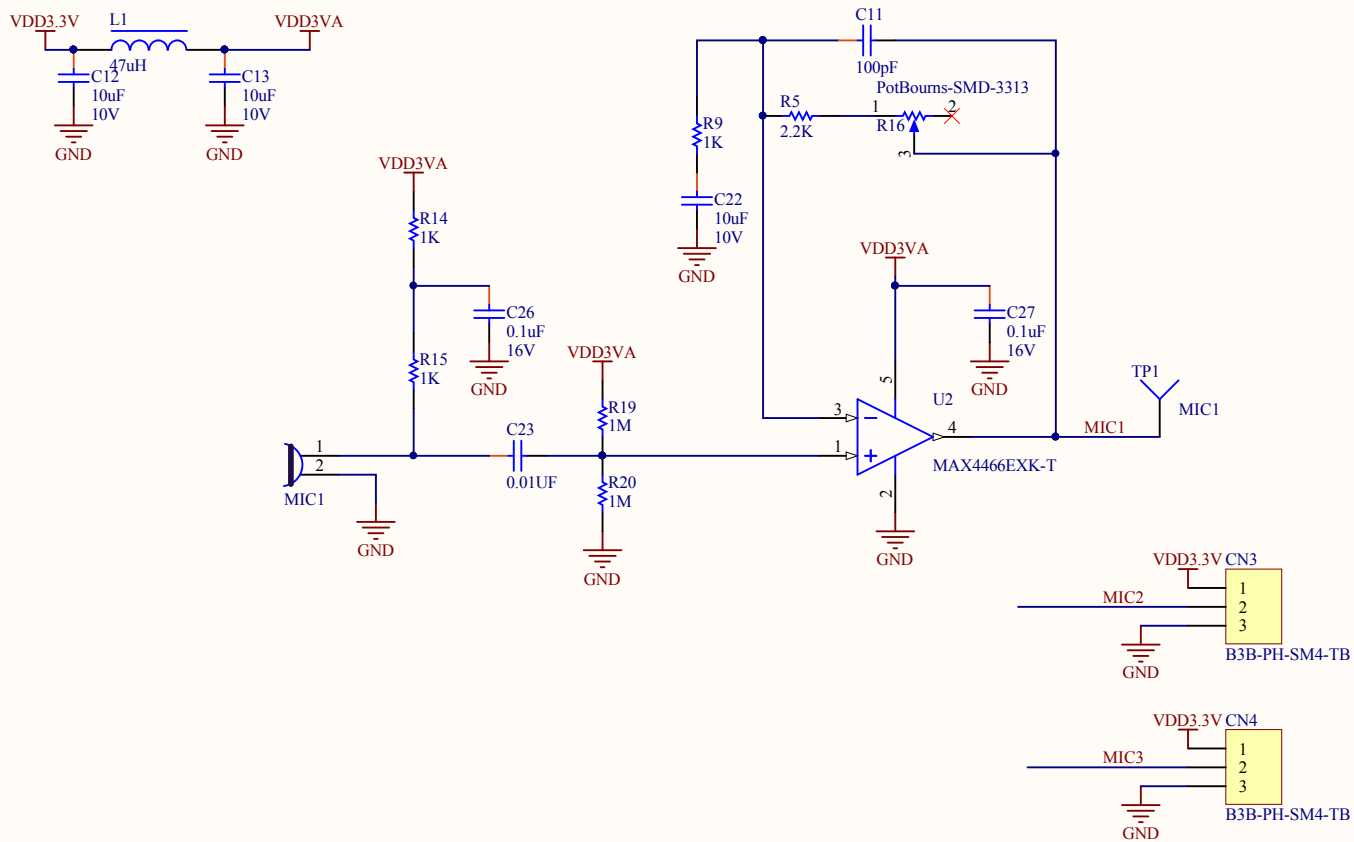 VDD3.3V
L1
47uH
VDD3VA
C12
10uF
10V
GND
C13
10uF
10V
GND
C11
100pF
PotBourns-SMD-3313
R5
2.2K
1
R16
2
3
R9
1K
C22
10uF
10V
GND
VDD3VA
R14
1K
C26
0.1uF
16V
GND
R15
1K
VDD3VA
R19
1M
R20
1M
GND
C23
0.01UF
1
2
MIC1
GND
VDD3VA
C27
0.1uF
16V
GND
5
U2
3
1
4
2
MAX4466EXK-T
GND
MIC1
TP1
MIC1
VDD3.3V
CN3
MIC2
1
2
3
GND
B3B-PH-SM4-TB
VDD3.3V
CN4
MIC3
1
2
3
GND
B3B-PH-SM4-TB